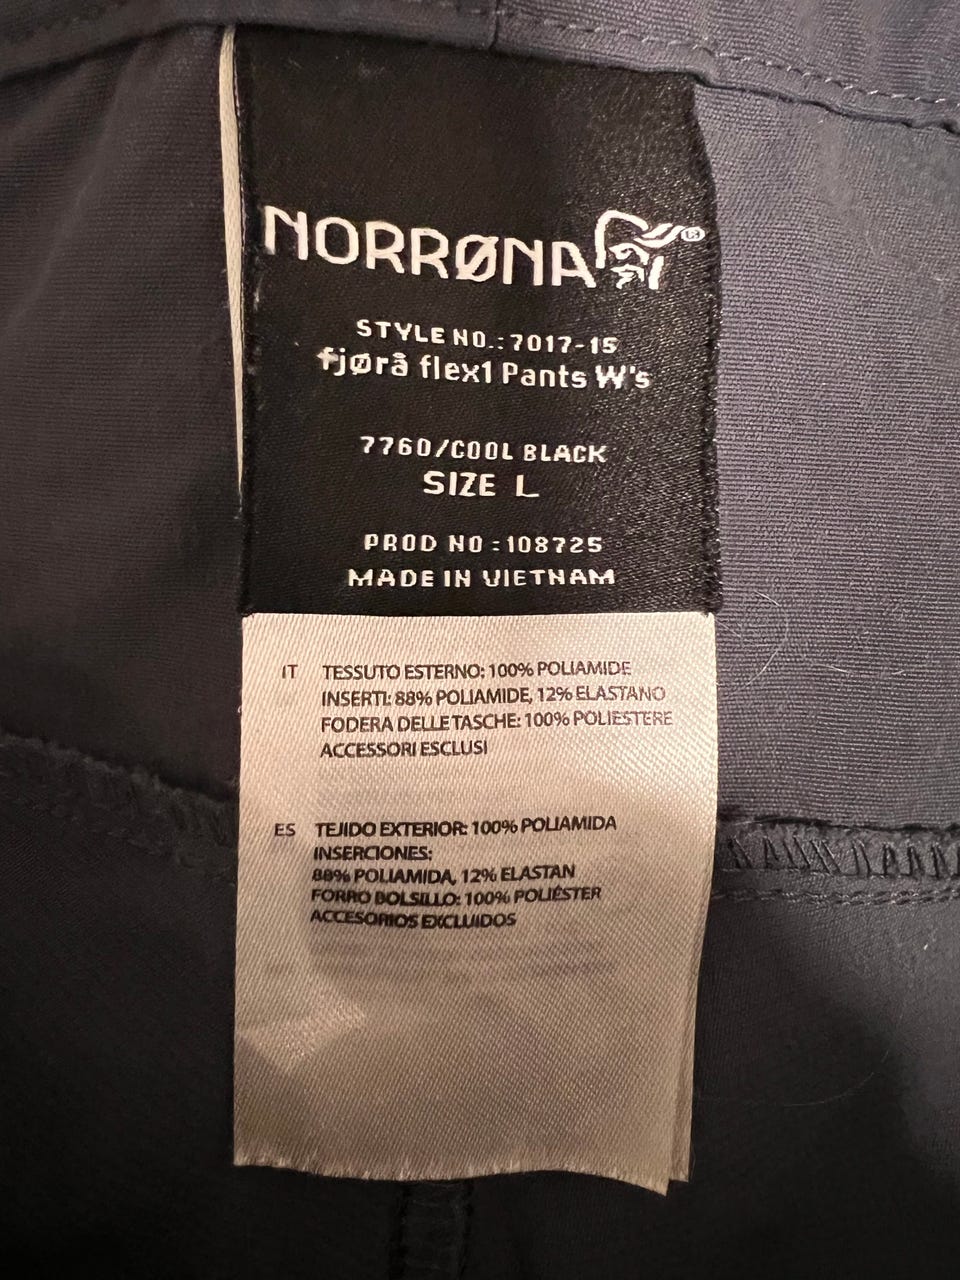 NORRØNA®
STYLE NO.: 7017-15
fjørå flex1 Pants W's
7760/COOL BLACK
SIZE L
PROD NO :108725
MADE IN VIETNAM
IT TESSUTO ESTERNO: 100% POLIAMIDE
INSERTI: 88% POLIAMIDE, 12% ELASTANO
FODERA DELLE TASCHE: 100% POLIESTERE
ACCESSORI ESCLUSI
ES TEJIDO EXTERIOR: 100% POLIAMIDA
INSERCIONES:
88% POLIAMIDA, 12% ELASTAN
FORRO BOLSILLO: 100% POLIÉSTER
ACCESORIOS EXCLUIDOS